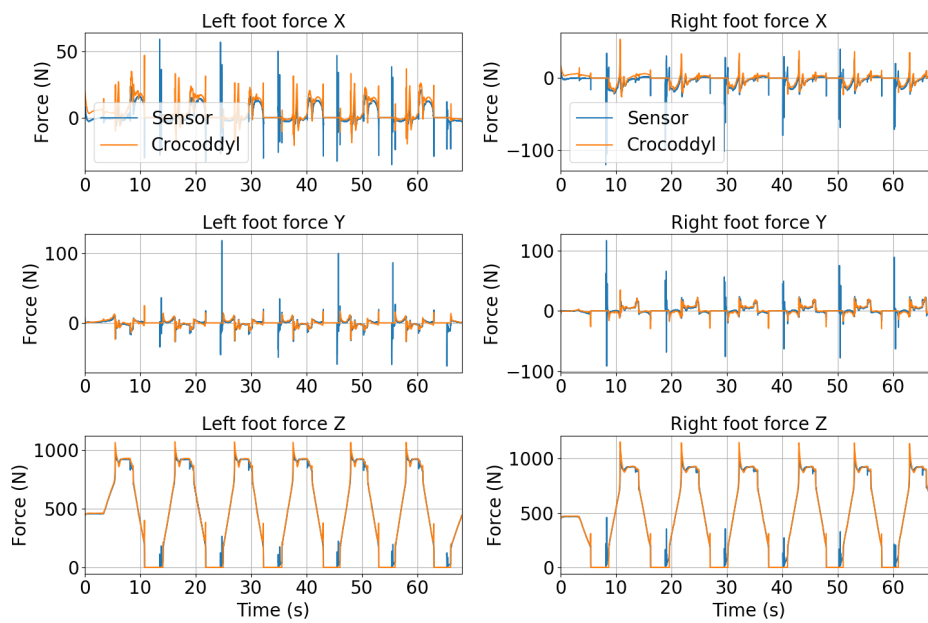 Left foot force X
Right foot force X
Force (N)
50
0
Sensor
Crocoddyl
0 10 20 30 40 50 60
Force (N)
0
−100
Sensor
Crocoddyl
0 10 20 30 40 50 60
Left foot force Y
Right foot force Y
Force (N)
100
0
0 10 20 30 40 50 60
Force (N)
100
0
−100
0 10 20 30 40 50 60
Left foot force Z
Right foot force Z
Force (N)
1000
500
0
0 10 20 30 40 50 60
Time (s)
Force (N)
1000
500
0
0 10 20 30 40 50 60
Time (s)